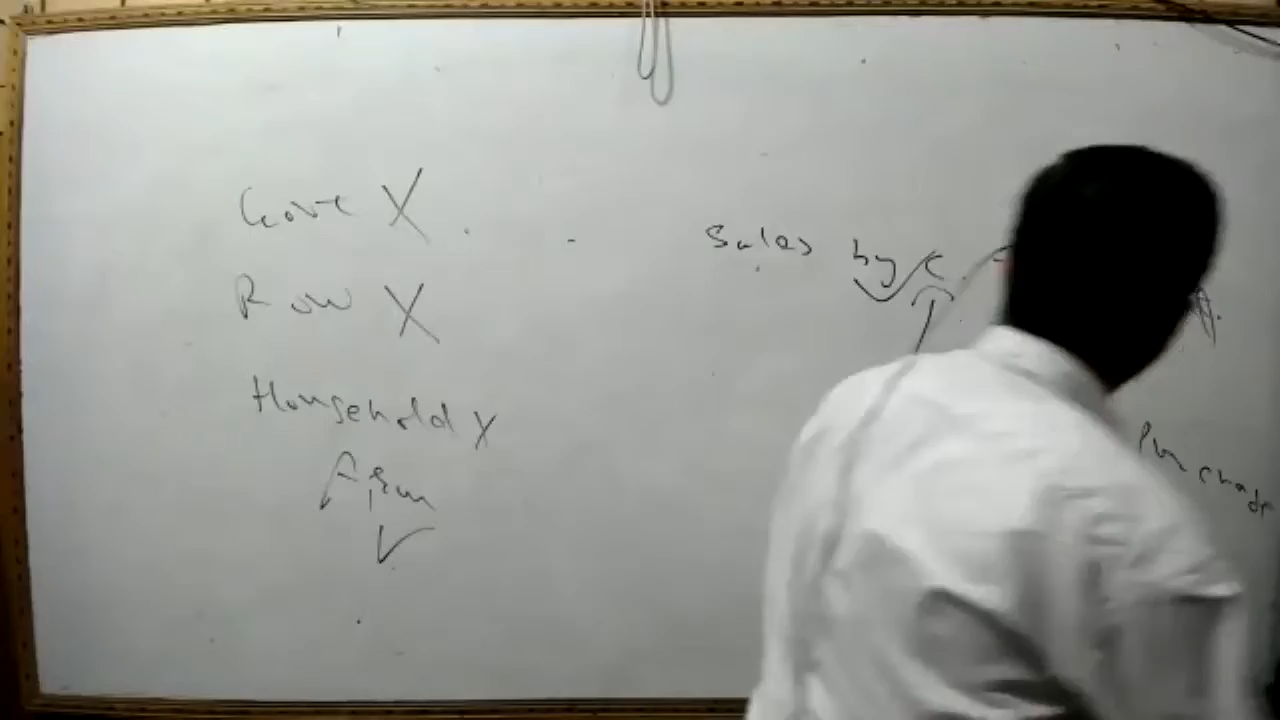 Govt X
Row X
Household X
Firm
✓
Sales by
Purchase